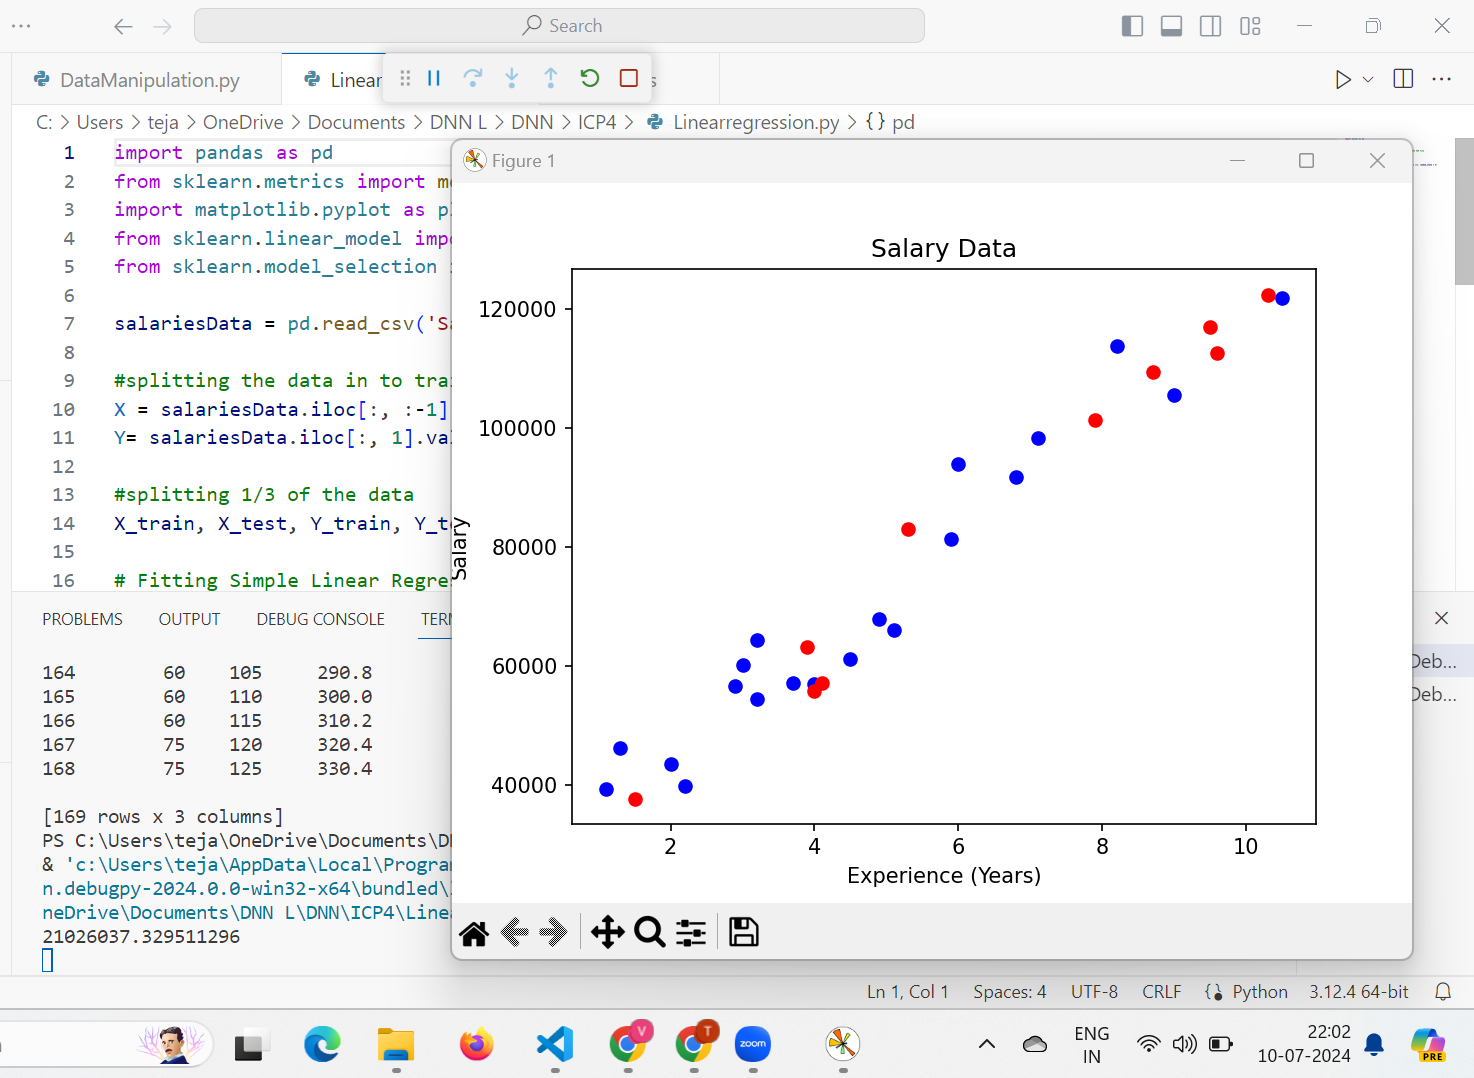 Search
DataManipulation.py
Linear
C: > Users > teja > OneDrive > Documents > DNN L > DNN > ICP4 > Linearregression.py > {} pd
1 import pandas as pd
2 from sklearn.metrics import
3 import matplotlib.pyplot as
4 from sklearn.linear_model
5 from sklearn.model_selection
6
7 salariesData = pd.read_csv(
8
9 #splitting the data in to
10 X = salariesData.iloc[:, :-1]
11 Y= salariesData.iloc[:, 1].
12
13 #splitting 1/3 of the data
14 X_train, X_test, Y_train,
15
16 # Fitting Simple Linear
Figure 1
Salary Data
120000
100000
80000
60000
40000
Salary
2 4 6 8 10
Experience (Years)
PROBLEMS OUTPUT DEBUG CONSOLE
Deb...
Deb...
164 60 105 290.8
165 60 110 300.0
166 60 115 310.2
167 75 120 320.4
168 75 125 330.4
[169 rows x 3 columns]
PS C:\Users\teja\OneDrive\Documents\
& 'c:\Users\teja\AppData\Local\
n.debugpy-2024.0.0-win32-x64\bundled\
neDrive\Documents\DNN L\DNN\ICP4\
21026037.329511296
Ln 1, Col 1 Spaces: 4 UTF-8 CRLF Python 3.12.4 64-bit
V
T
zoom
ENG
IN
22:02
10-07-2024
PRE